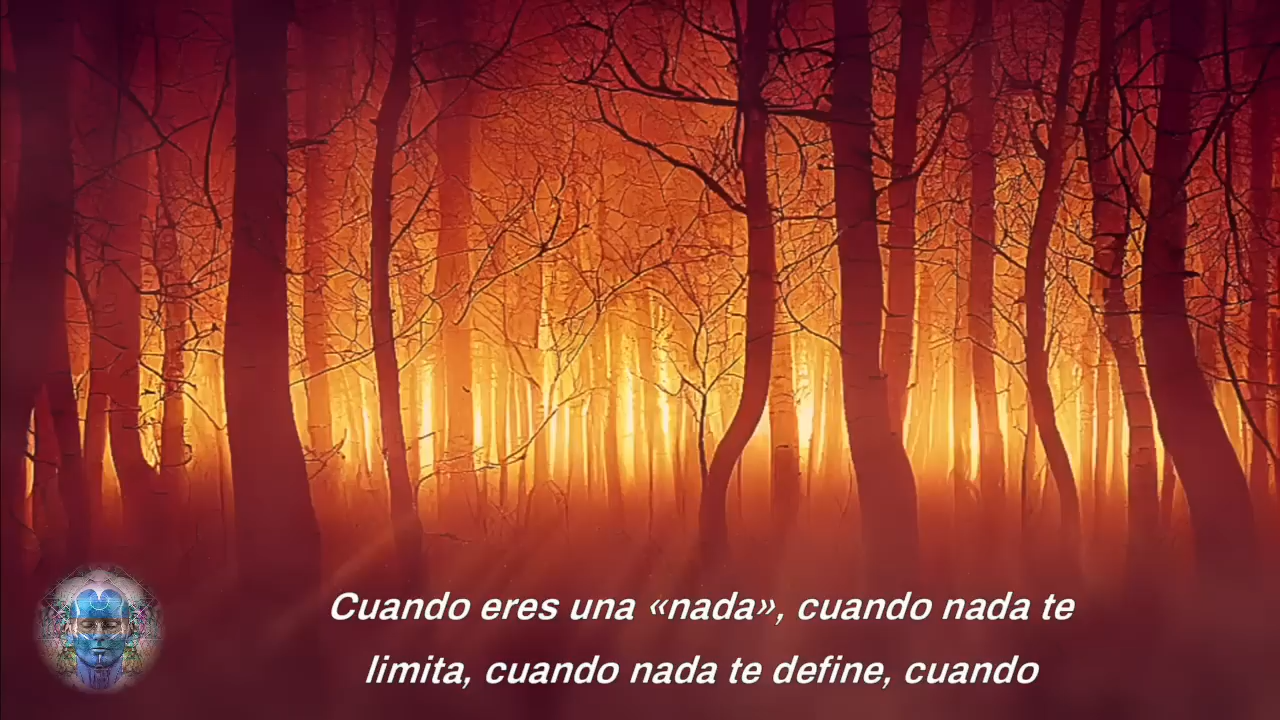 Cuando eres una «nada», cuando nada te
limita, cuando nada te define, cuando